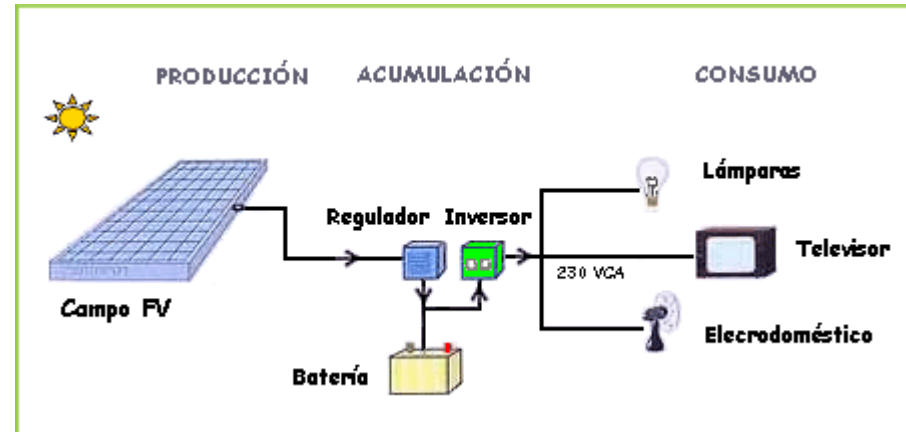 PRODUCCIÓN ACUMULACIÓN CONSUMO
Lámparas
Regulador Inversor
Televisor
230 VCA
Campo FV
Elecrodoméstico
Batería